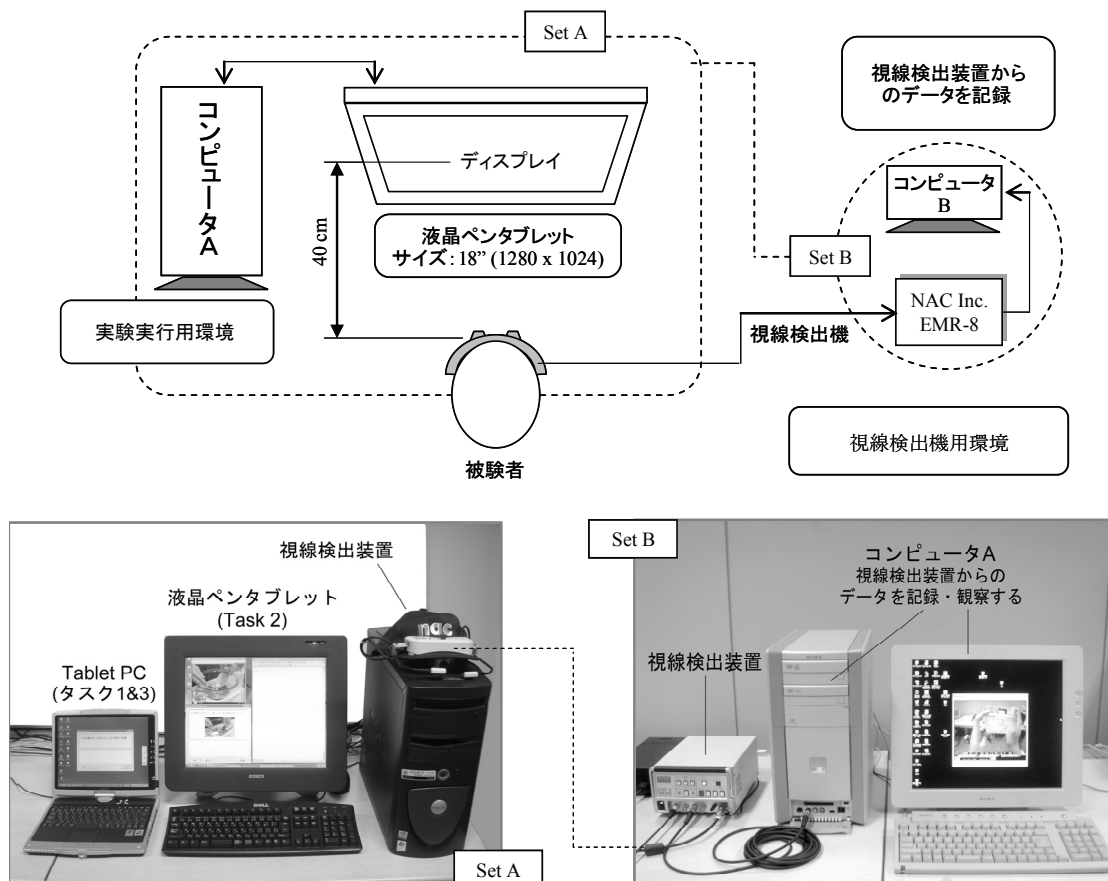 Set A
視線検出装置から
のデータを記録
コンピュータA
ディスプレイ
40 cm
液晶ペンタブレット
サイズ：18” (1280 x 1024)
実験実行用環境
被験者
視線検出機
Set B
コンピュータ
B
NAC Inc.
EMR-8
視線検出機用環境
視線検出装置
液晶ペンタブレット
(Task 2)
Tablet PC
(タスク1&3)
nac
DELL
Set A
Set B
コンピュータA
視線検出装置からの
データを記録・観察する
視線検出装置
SONY
SONY